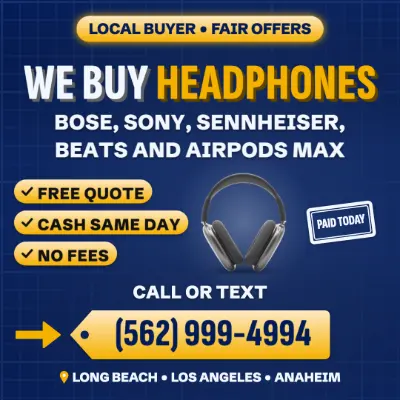 LOCAL BUYER • FAIR OFFERS
WE BUY HEADPHONES
BOSE, SONY, SENNHEISER,
BEATS AND AIRPODS MAX
✓ FREE QUOTE
✓ CASH SAME DAY
✓ NO FEES
PAID TODAY
CALL OR TEXT
(562) 999-4994
LONG BEACH • LOS ANGELES • ANAHEIM